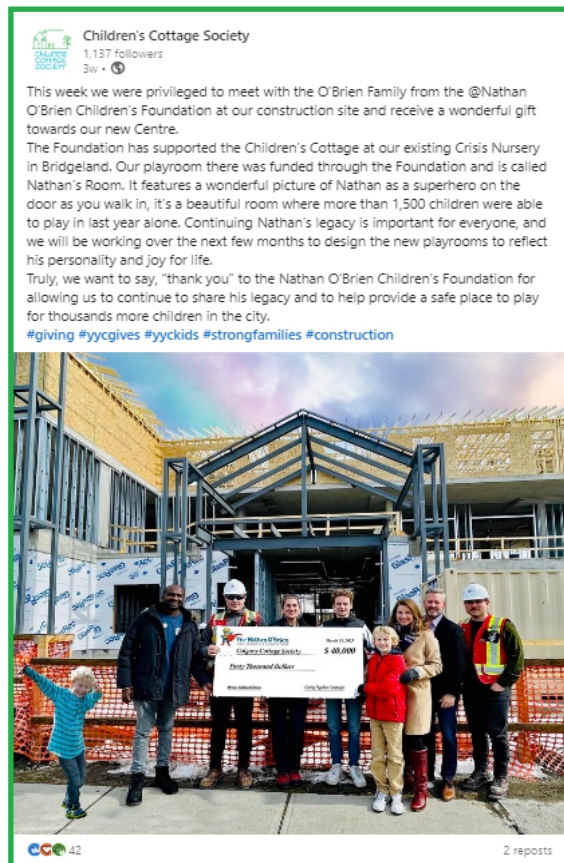 Children's Cottage Society
CHILDREN'S
COTTAGE
SOCIETY
1,137 followers
3w •
This week we were privileged to meet with the O'Brien Family from the @Nathan
O'Brien Children's Foundation at our construction site and receive a wonderful gift
towards our new Centre.
The Foundation has supported the Children's Cottage at our existing Crisis Nursery
in Bridgeland. Our playroom there was funded through the Foundation and is called
Nathan's Room. It features a wonderful picture of Nathan as a superhero on the
door as you walk in, it's a beautiful room where more than 1,500 children were able
to play in last year alone. Continuing Nathan's legacy is important for everyone, and
we will be working over the next few months to design the new playrooms to reflect
his personality and joy for life.
Truly, we want to say, "thank you" to the Nathan O'Brien Children's Foundation for
allowing us to continue to share his legacy and to help provide a safe place to play
for thousands more children in the city.
#giving #yycgives #yyckids #strongfamilies #construction
The Nathan O'Brien
Calgary Cottage Society
$ 40,000
Forty Thousand Dollars
42
2 reposts